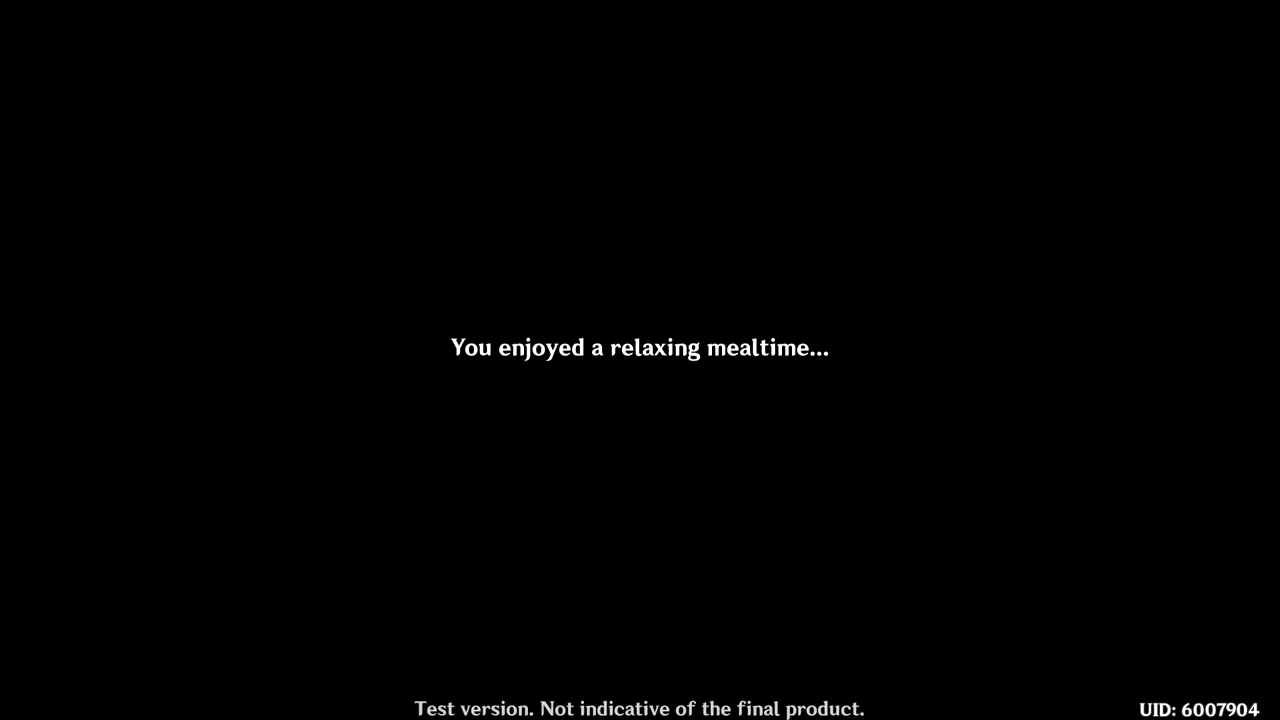 You enjoyed a relaxing mealtime...
Test version. Not indicative of the final product.
UID: 6007904